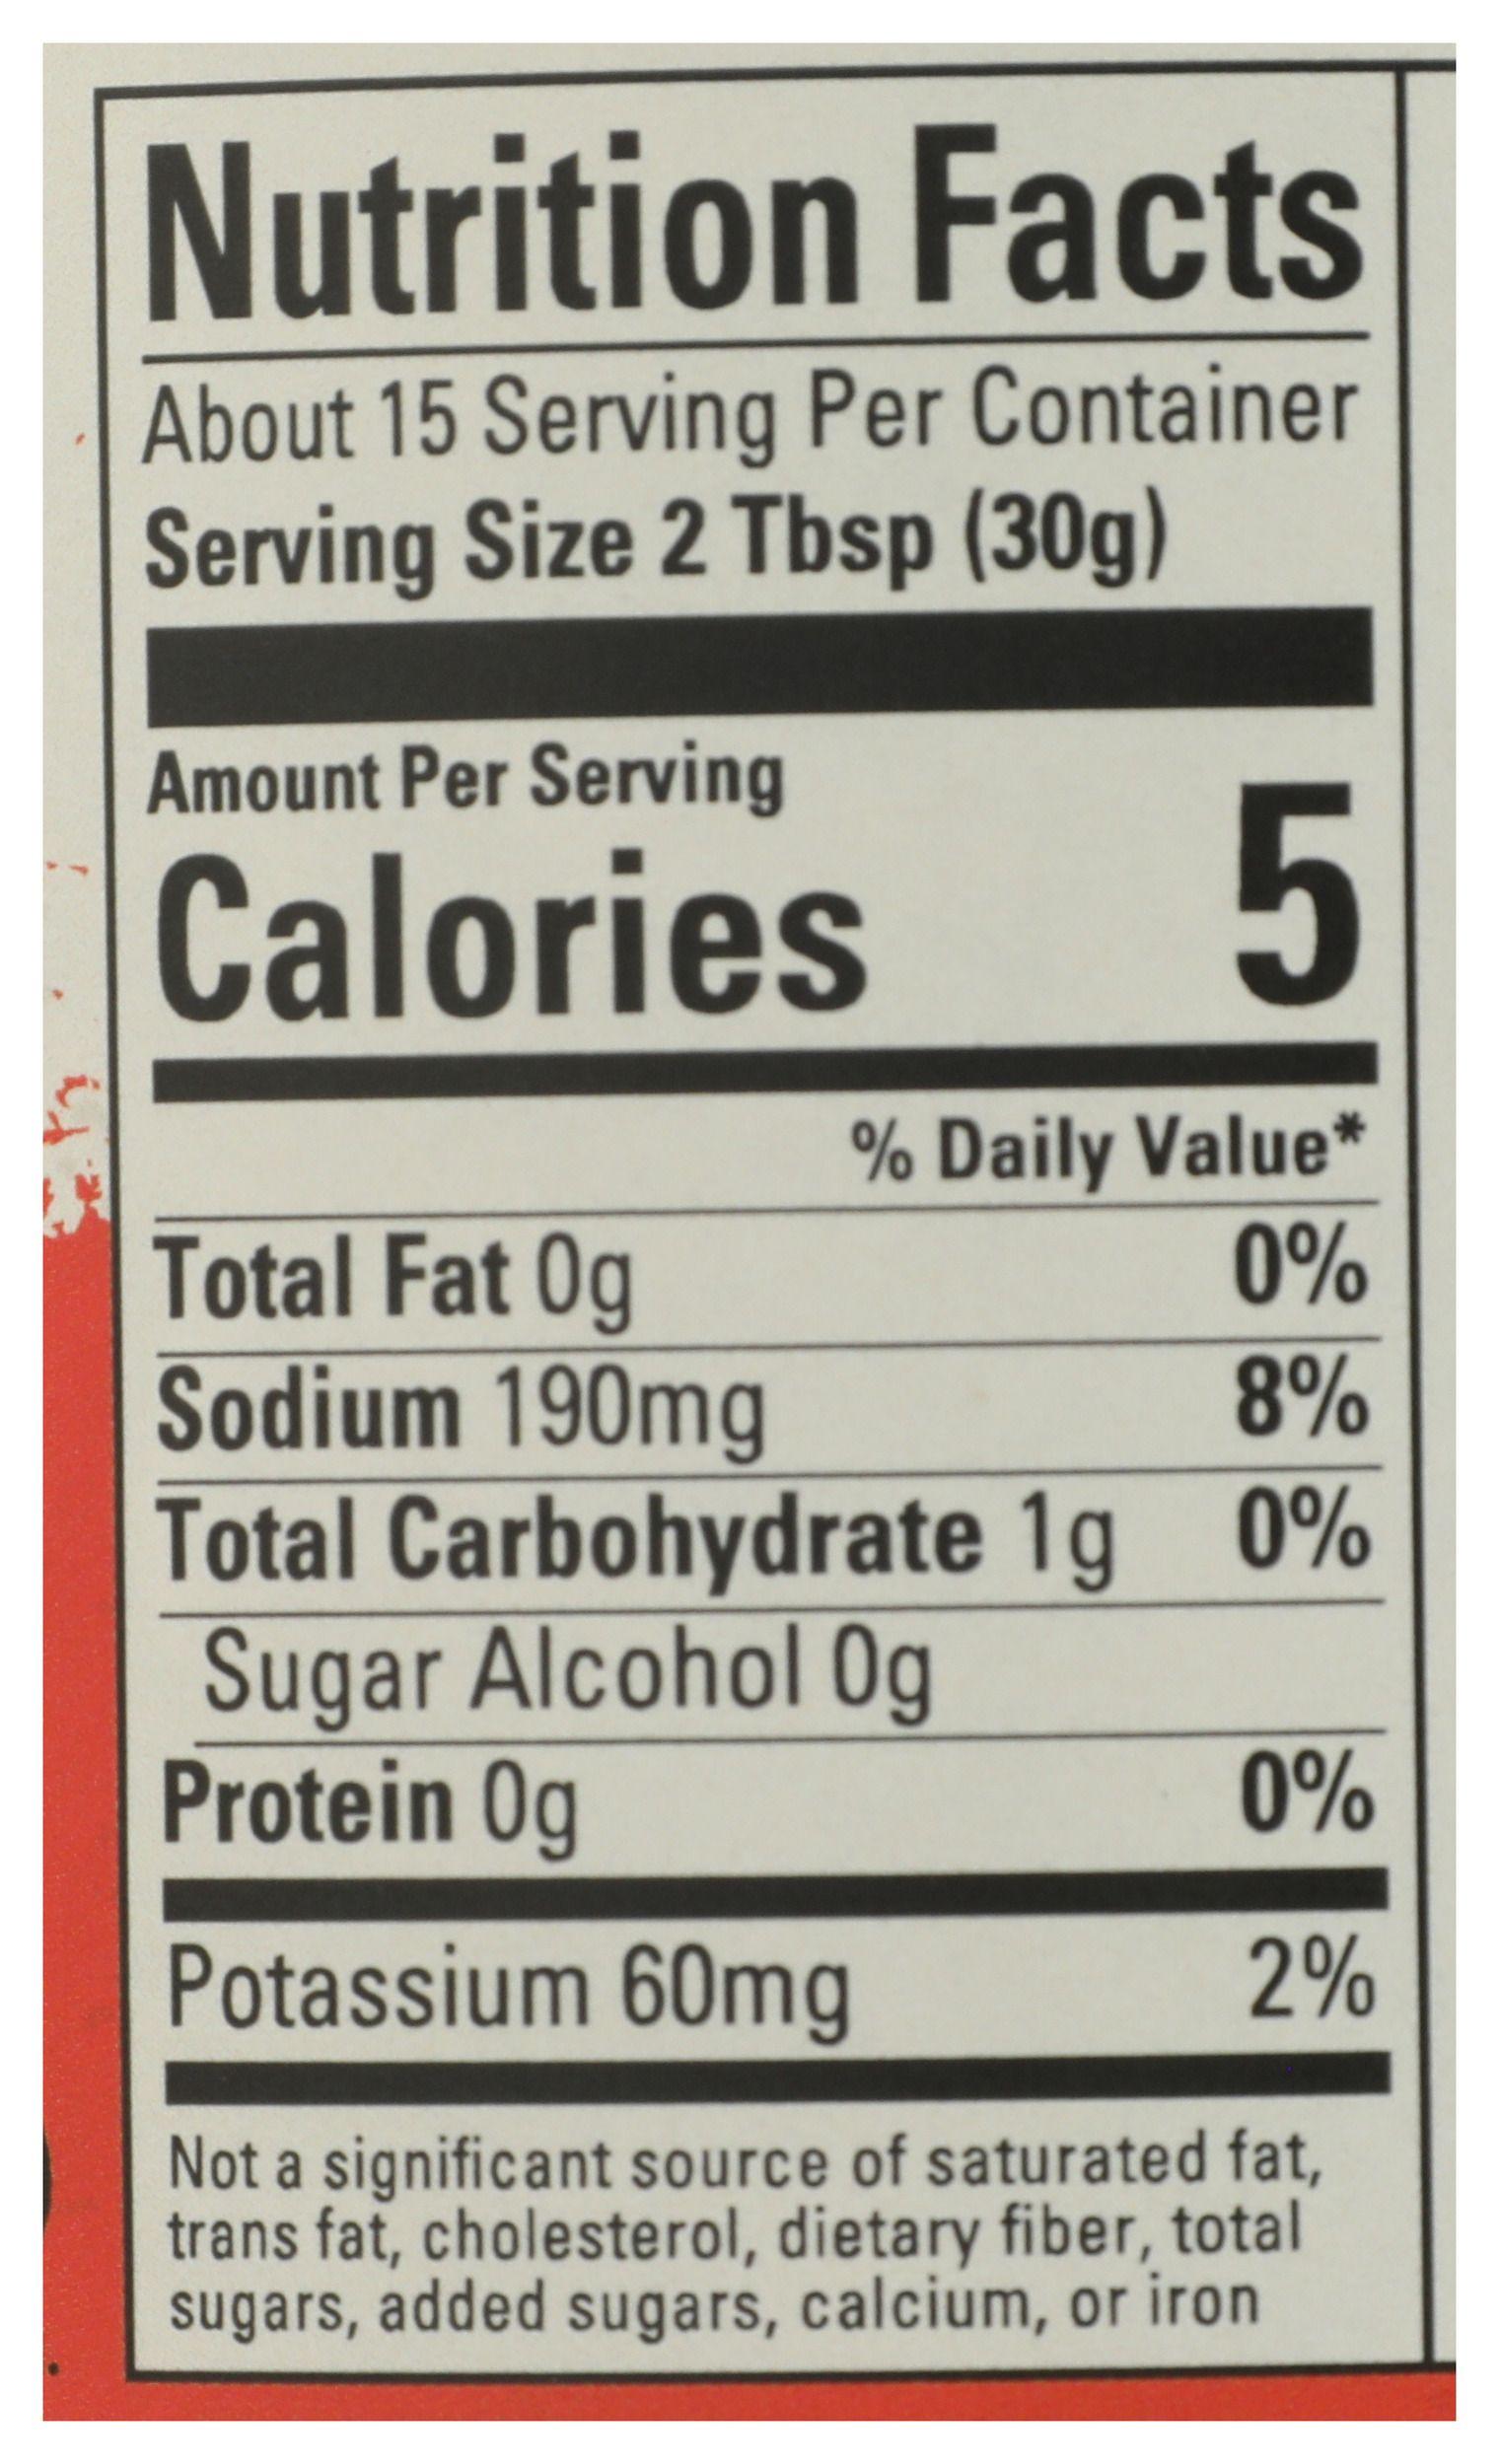 Nutrition Facts
About 15 Serving Per Container
Serving Size 2 Tbsp (30g)
Amount Per Serving
Calories 5
% Daily Value*
Total Fat 0g 0%
Sodium 190mg 8%
Total Carbohydrate 1g 0%
Sugar Alcohol 0g
Protein 0g 0%
Potassium 60mg 2%
Not a significant source of saturated fat,
trans fat, cholesterol, dietary fiber, total
sugars, added sugars, calcium, or iron